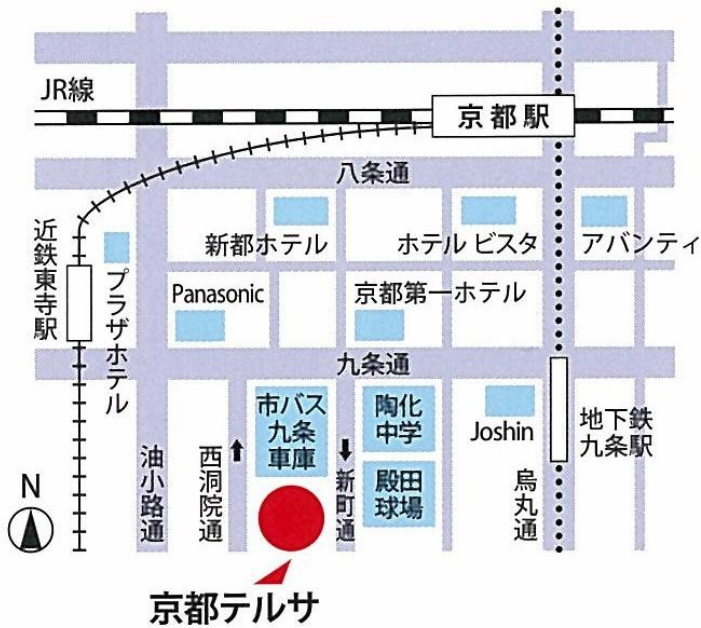 JR線
京都駅
八条通
新都ホテル
ホテル ビスタ
アバンティ
近鉄東寺駅
プラザホテル
Panasonic
京都第一ホテル
九条通
市バス
九条
車庫
陶化
中学
Joshin
地下鉄
九条駅
殿田
球場
油小路通
西洞院通
新町通
烏丸通
N
京都テルサ